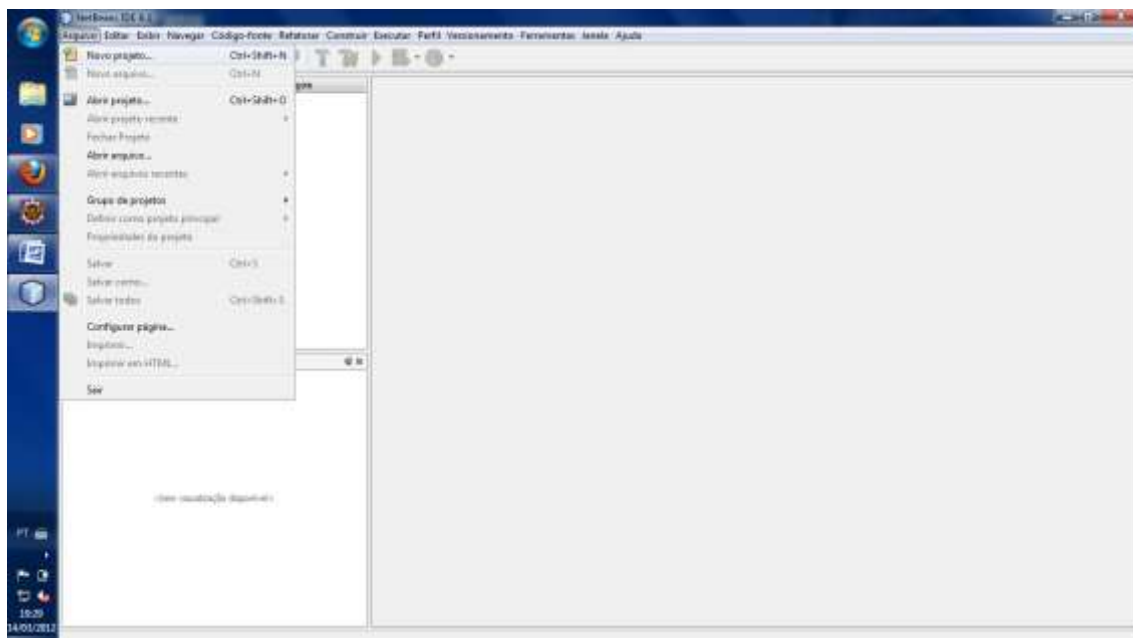 NetBeans IDE 6.1
Arquivo Editar Exibir Navegar Código-fonte Refatorar Construir Executar Perfil Versionamento Ferramentas Janela Ajuda
Novo projeto... Ctrl+Shift+N
Novo arquivo... Ctrl+N
Abrir projeto... Ctrl+Shift+O
Abrir projeto recente
Fechar Projeto
Abrir arquivo...
Abrir arquivos recentes
Grupo de projetos
Definir como projeto principal
Propriedades do projeto
Salvar Ctrl+S
Salvar como...
Salvar todos Ctrl+Shift+S
Configurar página...
Imprimir...
Imprimir em HTML...
Sair
<Sem visualização disponível>
PT
19:29
14/01/2012